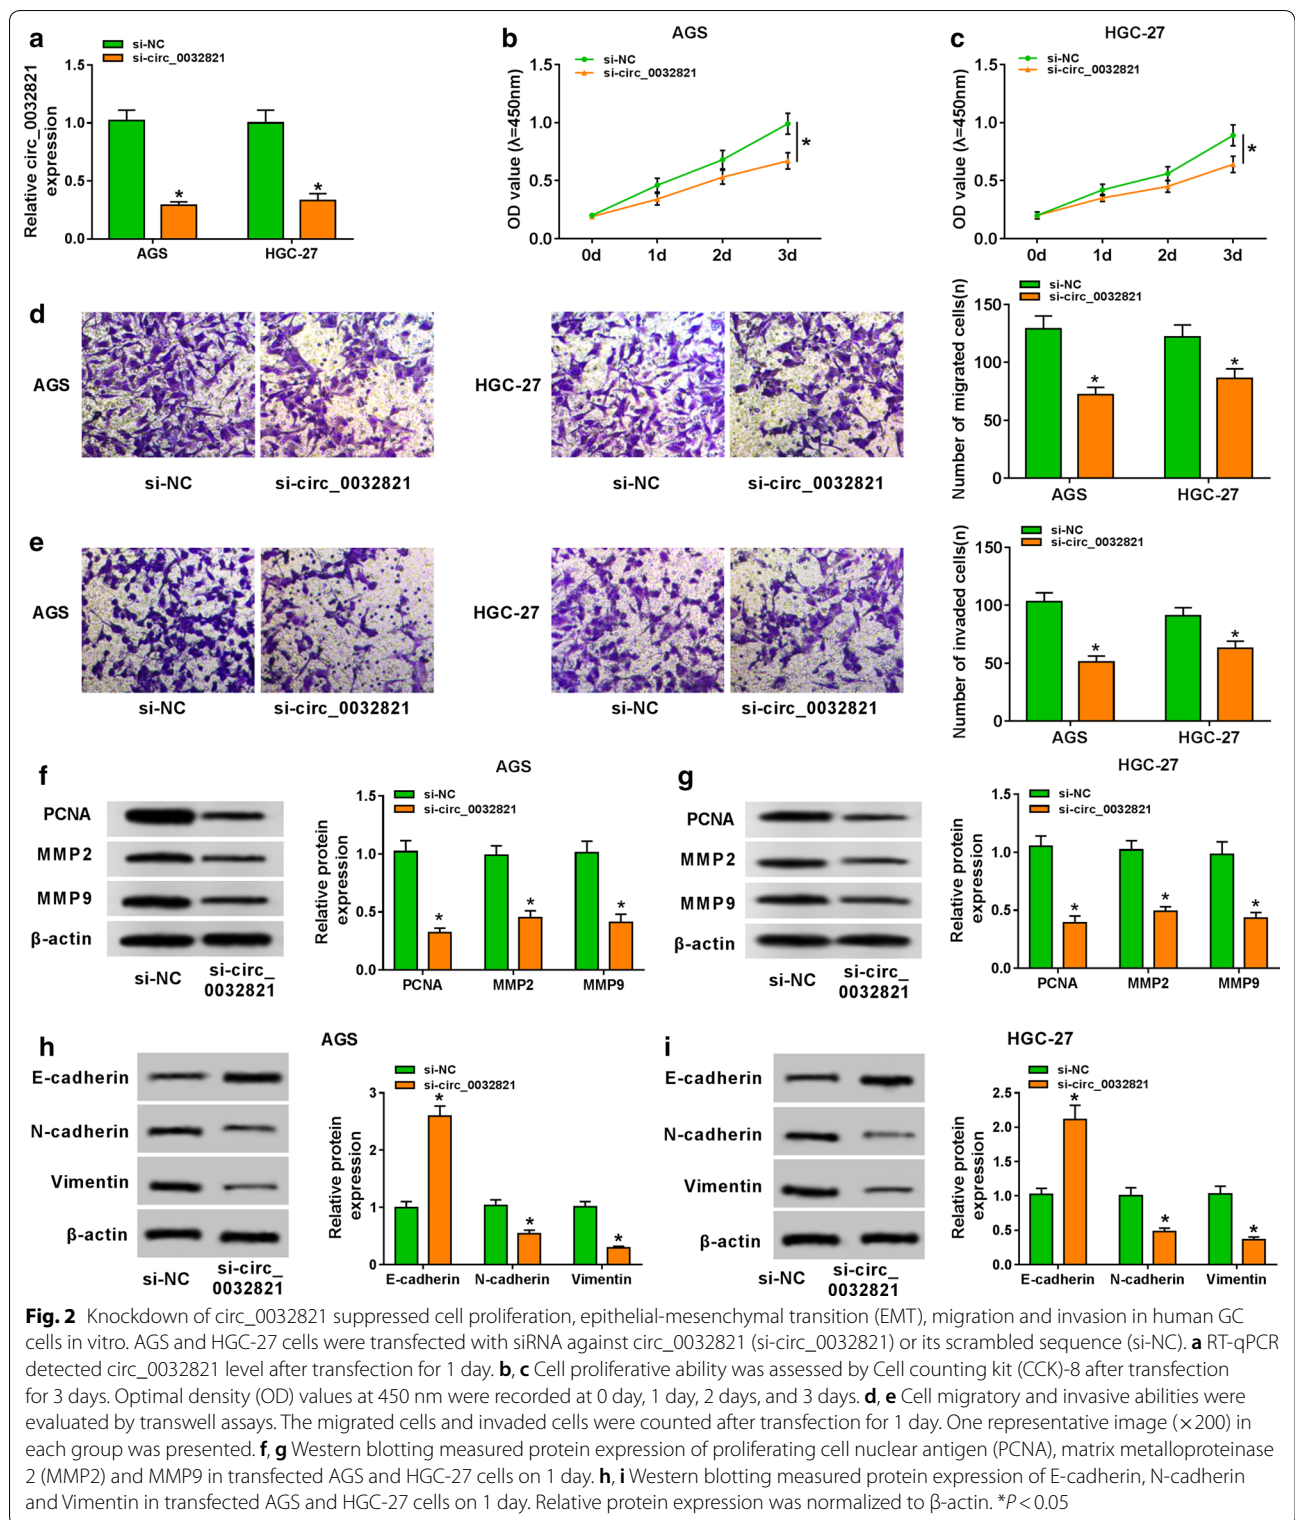 a
si-NC
si-circ_0032821
Relative circ_0032821
expression
1.5
1.0
0.5
0.0
AGS
HGC-27
*
*
b
AGS
si-NC
si-circ_0032821
OD value (λ=450nm)
1.5
1.0
0.5
0.0
0d
1d
2d
3d
*
c
HGC-27
si-NC
si-circ_0032821
OD value (λ=450nm)
1.5
1.0
0.5
0.0
0d
1d
2d
3d
*
d
AGS
si-NC
si-circ_0032821
HGC-27
si-NC
si-circ_0032821
Number of migrated cells(n)
si-NC
si-circ_0032821
150
100
50
0
*
*
AGS
HGC-27
e
AGS
si-NC
si-circ_0032821
HGC-27
si-NC
si-circ_0032821
Number of invaded cells(n)
si-NC
si-circ_0032821
150
100
50
0
*
*
AGS
HGC-27
f
PCNA
MMP2
MMP9
β-actin
si-NC
si-circ_
0032821
AGS
si-NC
si-circ_0032821
Relative protein
expression
1.5
1.0
0.5
0.0
*
*
*
PCNA
MMP2
MMP9
g
PCNA
MMP2
MMP9
β-actin
si-NC
si-circ_
0032821
HGC-27
si-NC
si-circ_0032821
Relative protein
expression
1.5
1.0
0.5
0.0
*
*
*
PCNA
MMP2
MMP9
h
E-cadherin
N-cadherin
Vimentin
β-actin
si-NC
si-circ_
0032821
AGS
si-NC
si-circ_0032821
Relative protein
expression
3
2
1
0
*
*
*
E-cadherin
N-cadherin
Vimentin
i
E-cadherin
N-cadherin
Vimentin
β-actin
si-NC
si-circ_
0032821
HGC-27
si-NC
si-circ_0032821
Relative protein
expression
2.5
2.0
1.5
1.0
0.5
0.0
*
*
*
E-cadherin
N-cadherin
Vimentin
Fig. 2 Knockdown of circ_0032821 suppressed cell proliferation, epithelial-mesenchymal transition (EMT), migration and invasion in human GC
cells in vitro. AGS and HGC-27 cells were transfected with siRNA against circ_0032821 (si-circ_0032821) or its scrambled sequence (si-NC). a RT-qPCR
detected circ_0032821 level after transfection for 1 day. b, c Cell proliferative ability was assessed by Cell counting kit (CCK)-8 after transfection
for 3 days. Optimal density (OD) values at 450 nm were recorded at 0 day, 1 day, 2 days, and 3 days. d, e Cell migratory and invasive abilities were
evaluated by transwell assays. The migrated cells and invaded cells were counted after transfection for 1 day. One representative image (×200) in
each group was presented. f, g Western blotting measured protein expression of proliferating cell nuclear antigen (PCNA), matrix metalloproteinase
2 (MMP2) and MMP9 in transfected AGS and HGC-27 cells on 1 day. h, i Western blotting measured protein expression of E-cadherin, N-cadherin
and Vimentin in transfected AGS and HGC-27 cells on 1 day. Relative protein expression was normalized to β-actin. *P < 0.05